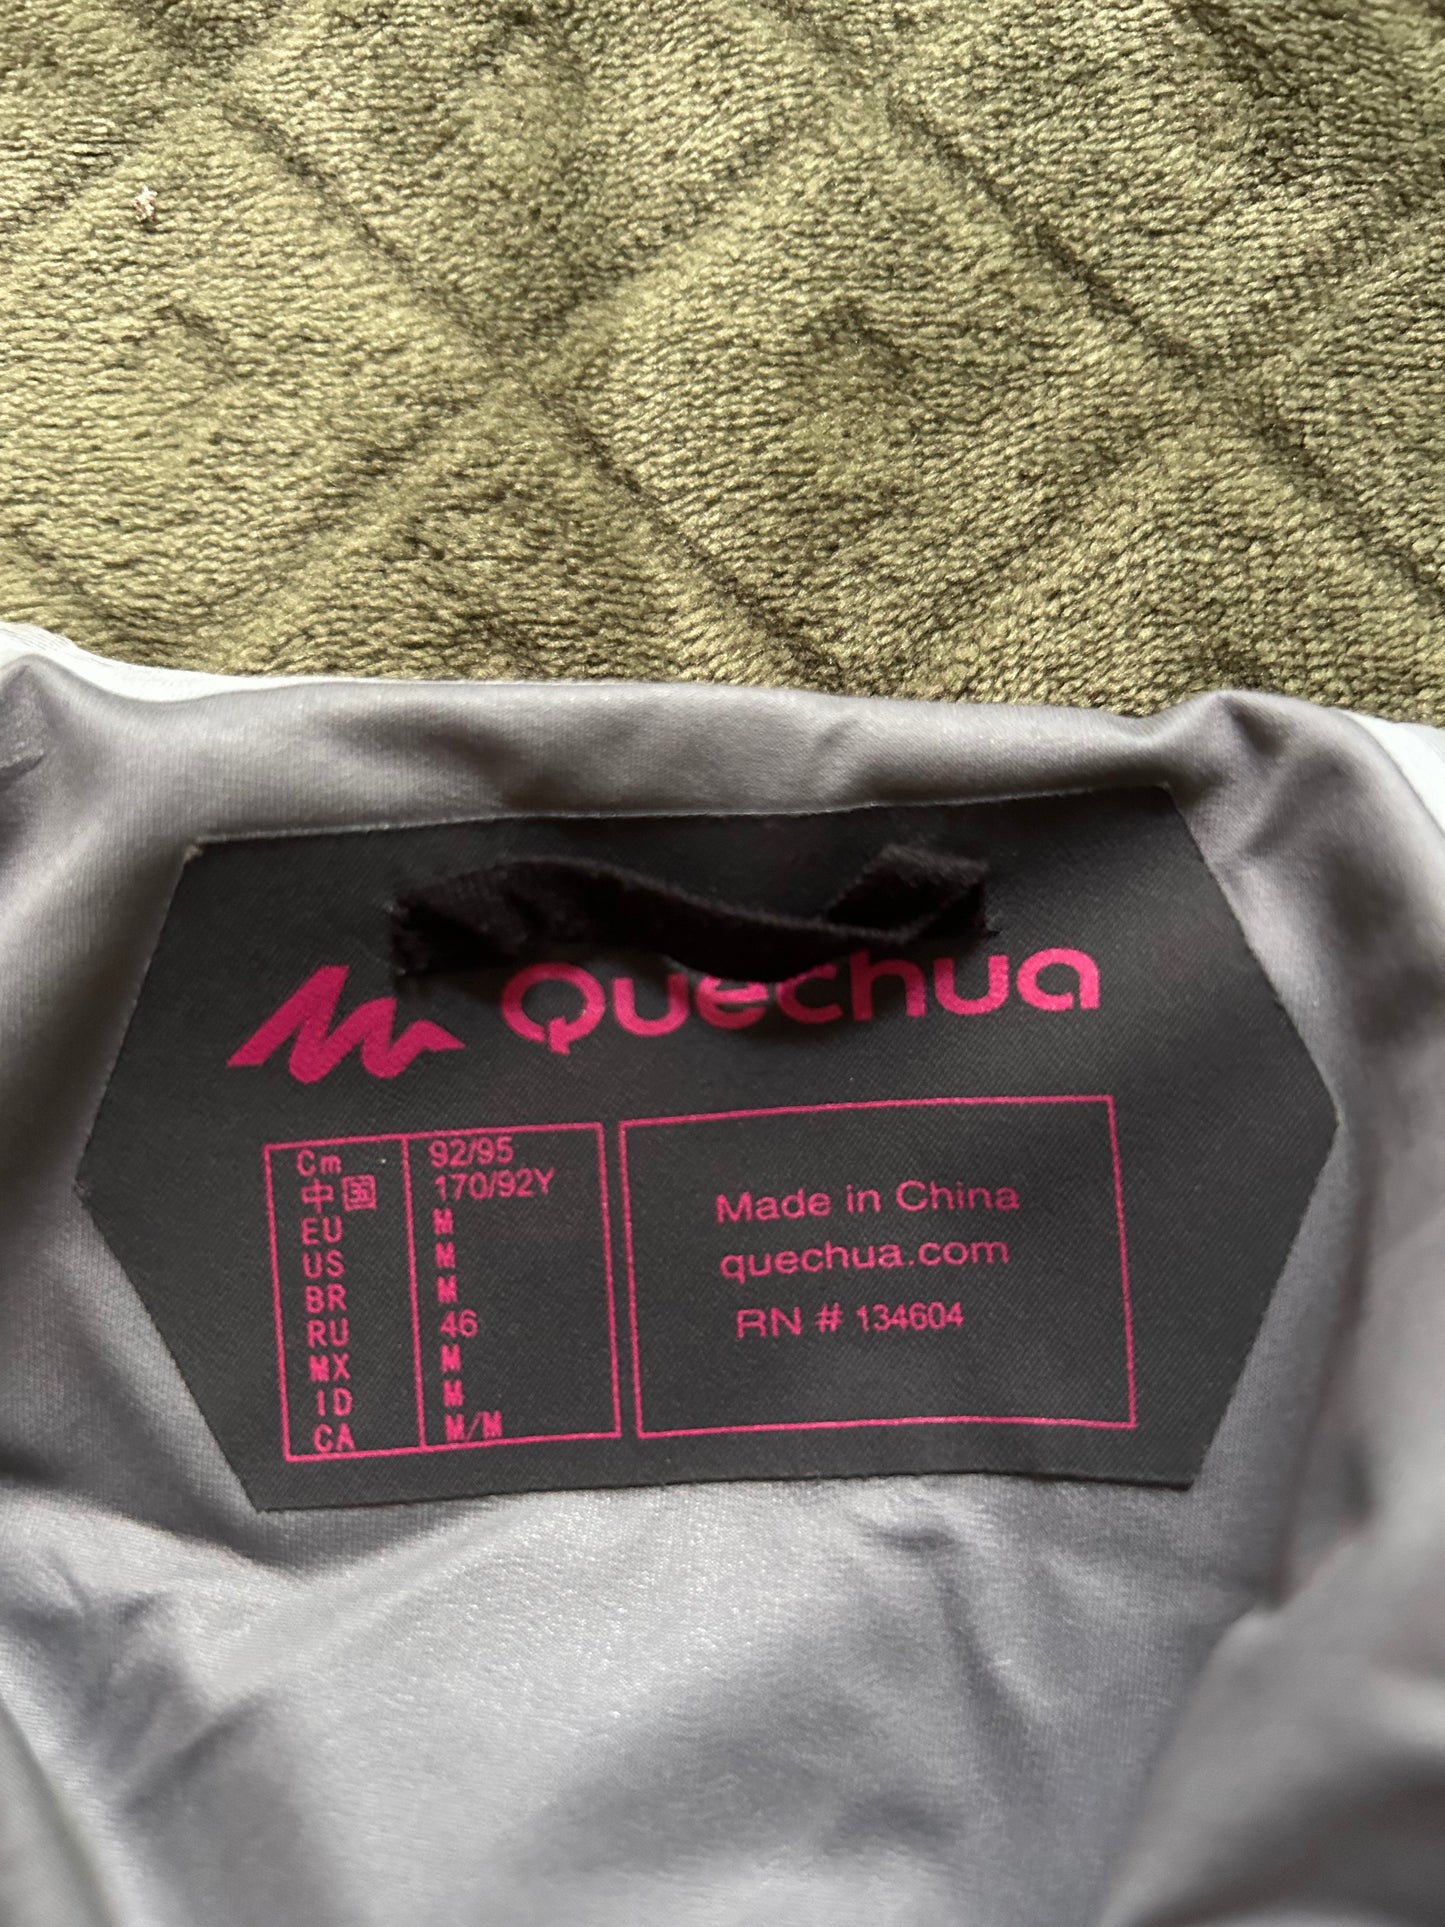 Quechua
Cm 92/95
中国 170/92Y
EU M
US M
BR M
RU 46
MX M
ID M
CA M/M
Made in China
quechua.com
RN # 134604